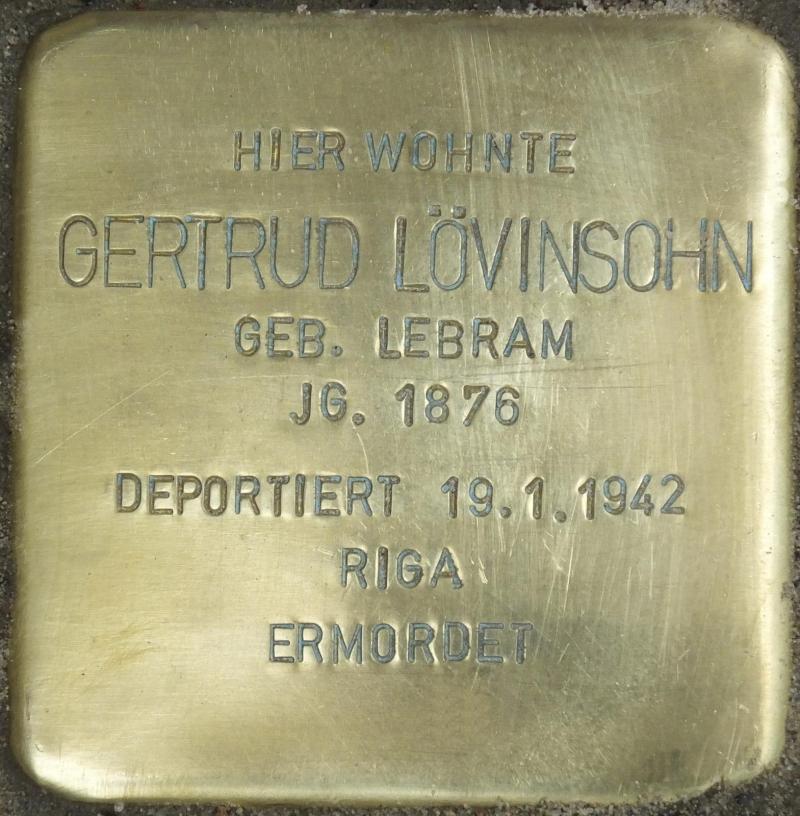 HIER WOHNTE
GERTRUD LÖVINSOHN
GEB. LEBRAM
JG. 1876
DEPORTIERT 19.1.1942
RIGA
ERMORDET